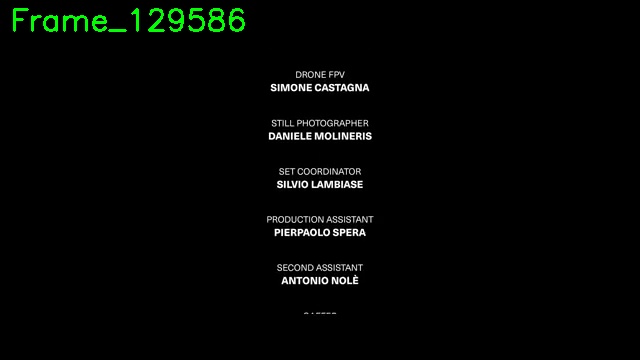 Frame_129586
DRONE FPV
SIMONE CASTAGNA
STILL PHOTOGRAPHER
DANIELE MOLINERIS
SET COORDINATOR
SILVIO LAMBIASE
PRODUCTION ASSISTANT
PIERPAOLO SPERA
SECOND ASSISTANT
ANTONIO NOLÈ